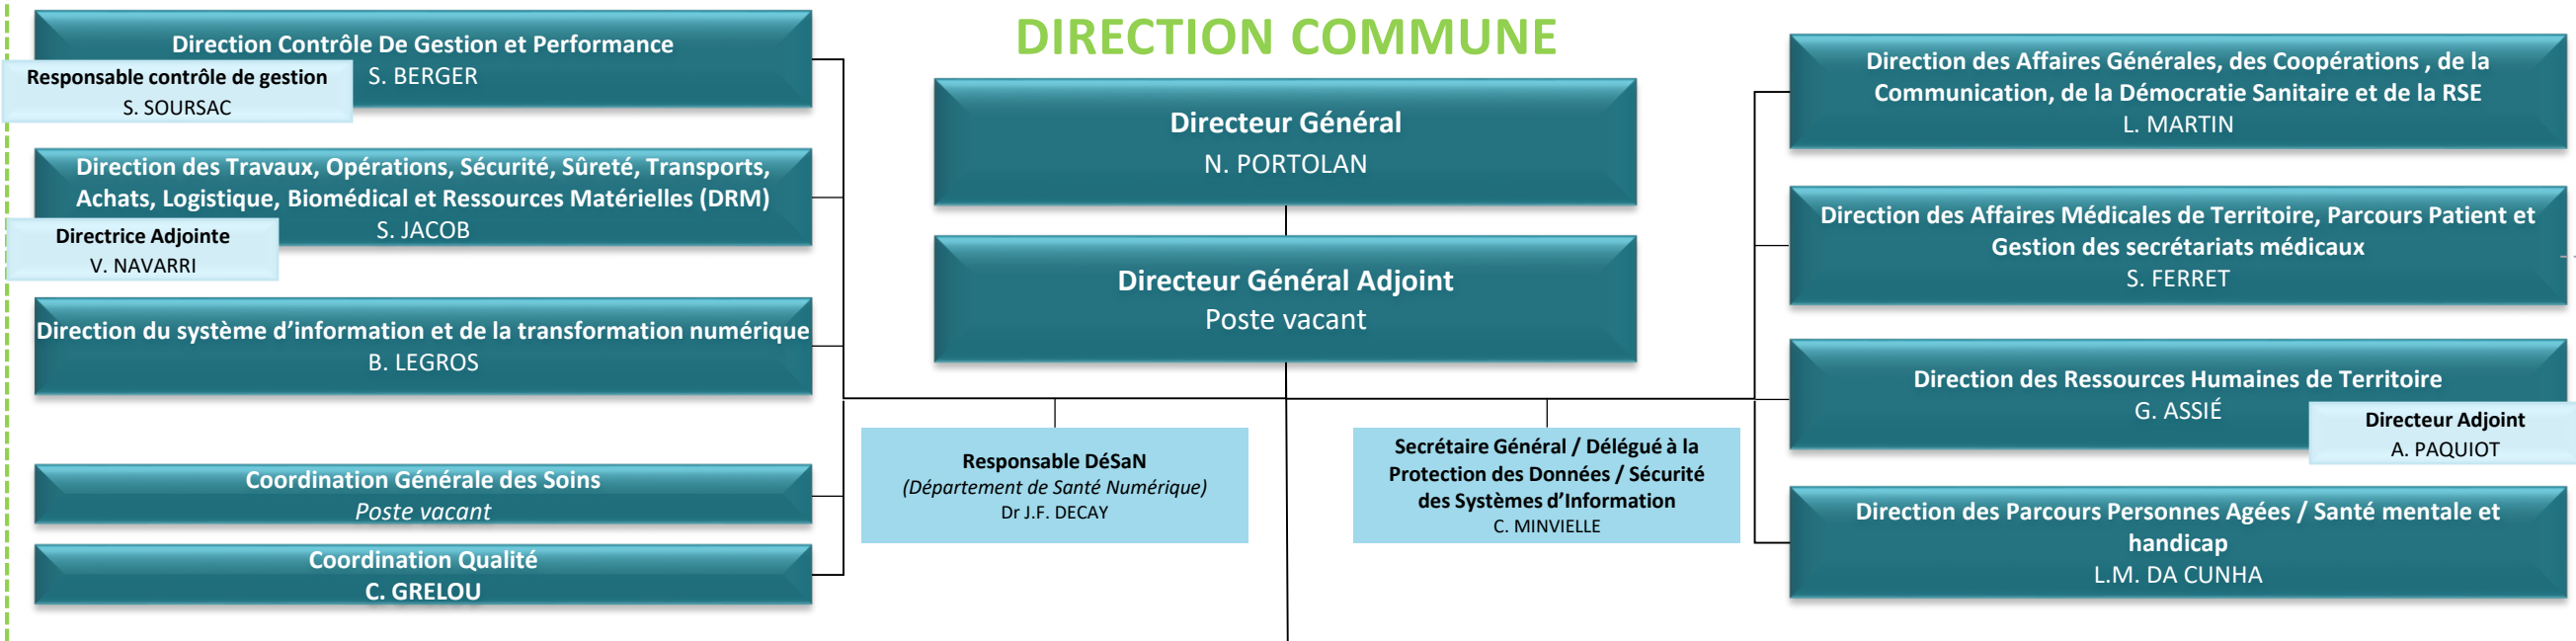 DIRECTION COMMUNE
Direction Contrôle De Gestion et Performance
S. BERGER
Responsable contrôle de gestion
S. SOURSAC
Direction des Travaux, Opérations, Sécurité, Sûreté, Transports,
Achats, Logistique, Biomédical et Ressources Matérielles (DRM)
S. JACOB
Directrice Adjointe
V. NAVARRI
Direction du système d’information et de la transformation numérique
B. LEGROS
Coordination Générale des Soins
Poste vacant
Coordination Qualité
C. GRELOU
Directeur Général
N. PORTOLAN
Directeur Général Adjoint
Poste vacant
Responsable DéSaN
(Département de Santé Numérique)
Dr J.F. DECAY
Secrétaire Général / Délégué à la
Protection des Données / Sécurité
des Systèmes d’Information
C. MINVIELLE
Direction des Affaires Générales, des Coopérations , de la
Communication, de la Démocratie Sanitaire et de la RSE
L. MARTIN
Direction des Affaires Médicales de Territoire, Parcours Patient et
Gestion des secrétariats médicaux
S. FERRET
Direction des Ressources Humaines de Territoire
G. ASSIÉ
Directeur Adjoint
A. PAQUIOT
Direction des Parcours Personnes Agées / Santé mentale et
handicap
L.M. DA CUNHA